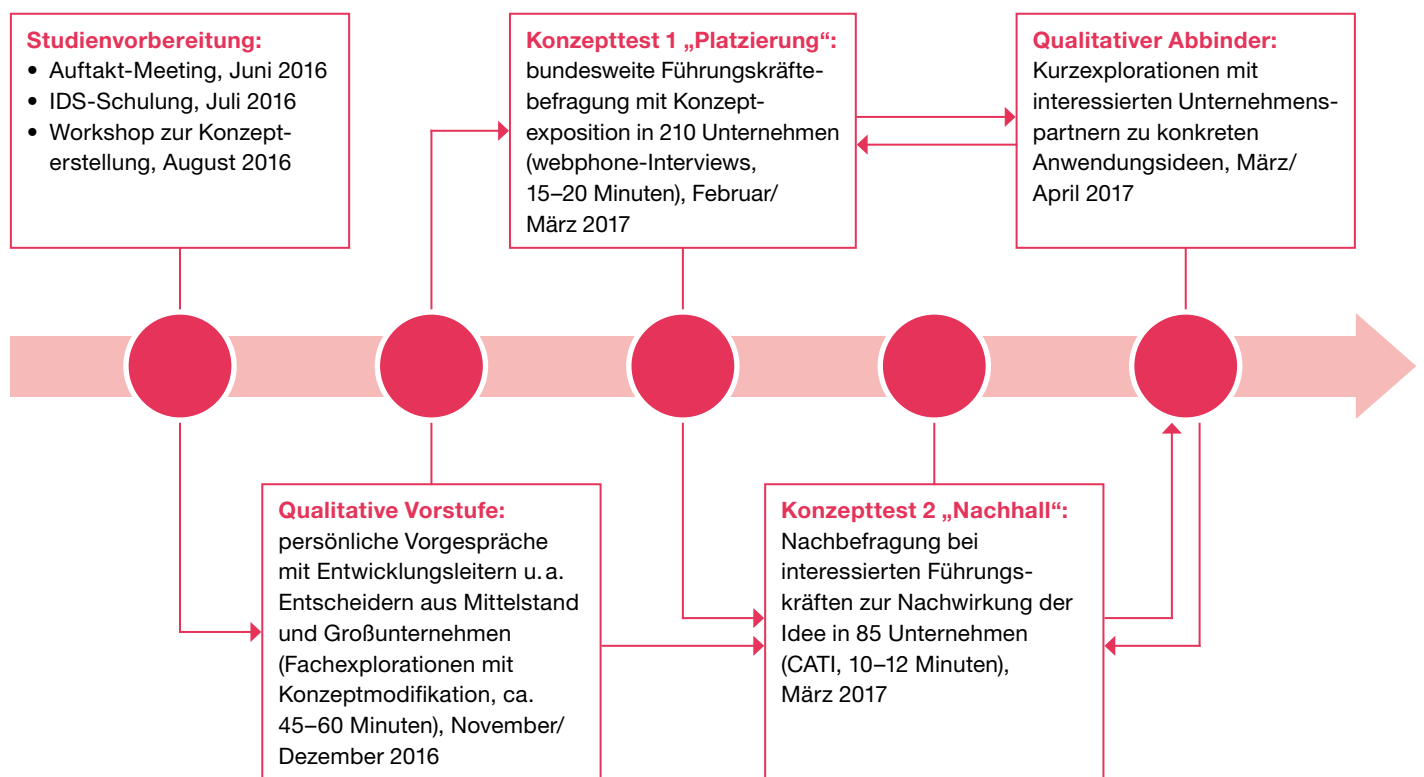 Studienvorbereitung:
• Auftakt-Meeting, Juni 2016
• IDS-Schulung, Juli 2016
• Workshop zur Konzept-
erstellung, August 2016
Konzepttest 1 „Platzierung“:
bundesweite Führungskräfte-
befragung mit Konzept-
exposition in 210 Unternehmen
(webphone-Interviews,
15–20 Minuten), Februar/
März 2017
Qualitativer Abbinder:
Kurzexplorationen mit
interessierten Unternehmens-
partnern zu konkreten
Anwendungsideen, März/
April 2017
Qualitative Vorstufe:
persönliche Vorgespräche
mit Entwicklungsleitern u. a.
Entscheidern aus Mittelstand
und Großunternehmen
(Fachexplorationen mit
Konzeptmodifikation, ca.
45–60 Minuten), November/
Dezember 2016
Konzepttest 2 „Nachhall“:
Nachbefragung bei
interessierten Führungs-
kräften zur Nachwirkung der
Idee in 85 Unternehmen
(CATI, 10–12 Minuten),
März 2017